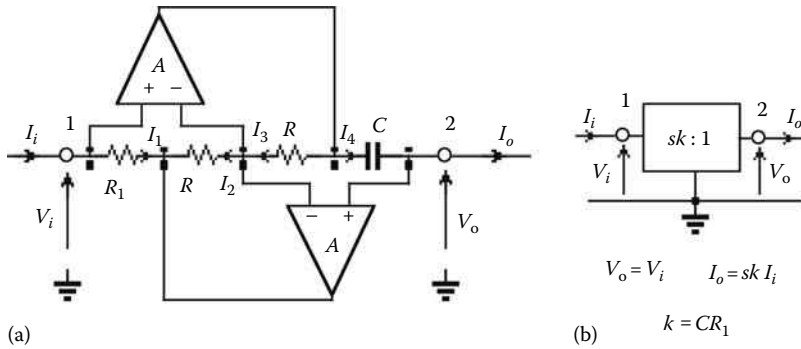 A
+ −
I_i 1 I_1 I_3 R I_4 C 2 I_o
R_1 R I_2
− +
V_i A V_o
(a)
1 2
I_i sk : 1 I_o
V_i V_o
V_o = V_i I_o = sk I_i
k = CR_1
(b)